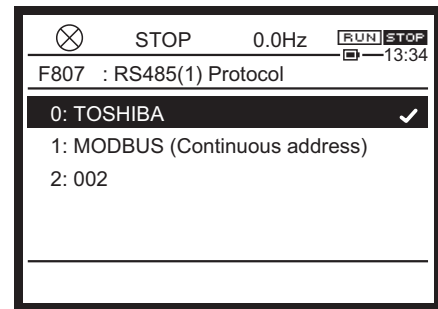 STOP 0.0Hz RUN STOP
13:34
F807 : RS485(1) Protocol
0: TOSHIBA
1: MODBUS (Continuous address)
2: 002